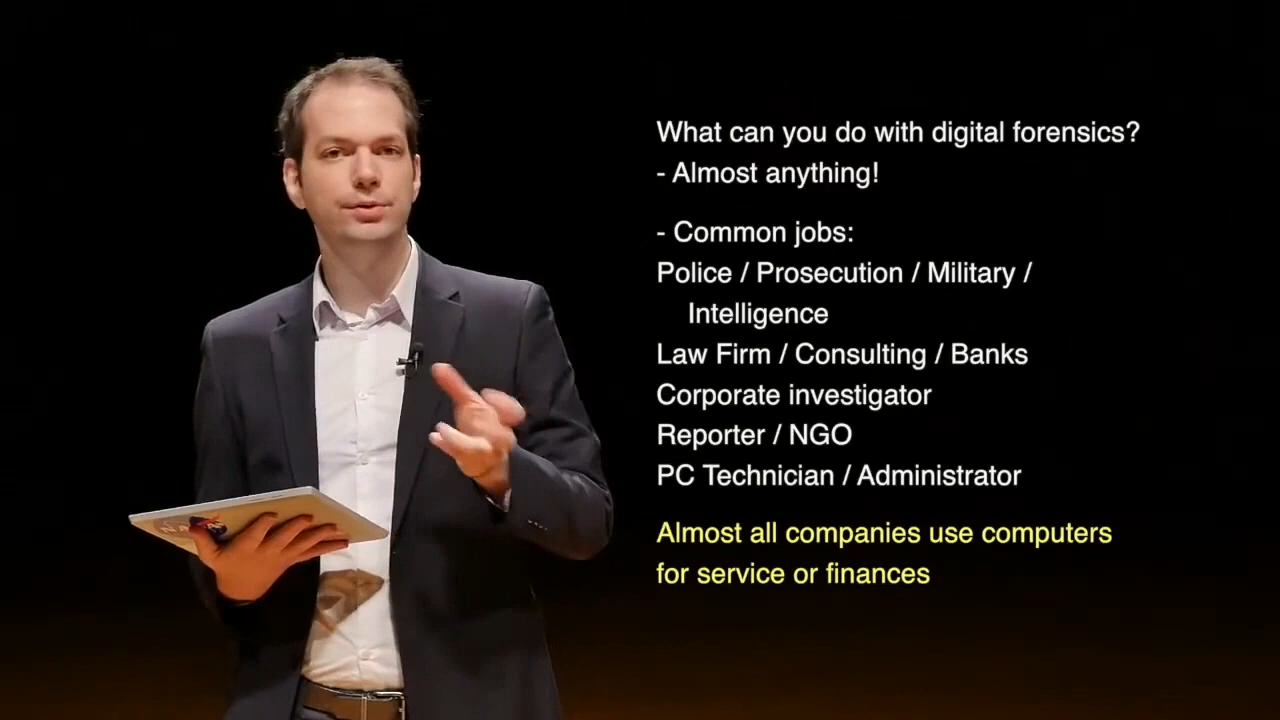 What can you do with digital forensics?
- Almost anything!
- Common jobs:
Police / Prosecution / Military /
Intelligence
Law Firm / Consulting / Banks
Corporate investigator
Reporter / NGO
PC Technician / Administrator
Almost all companies use computers
for service or finances